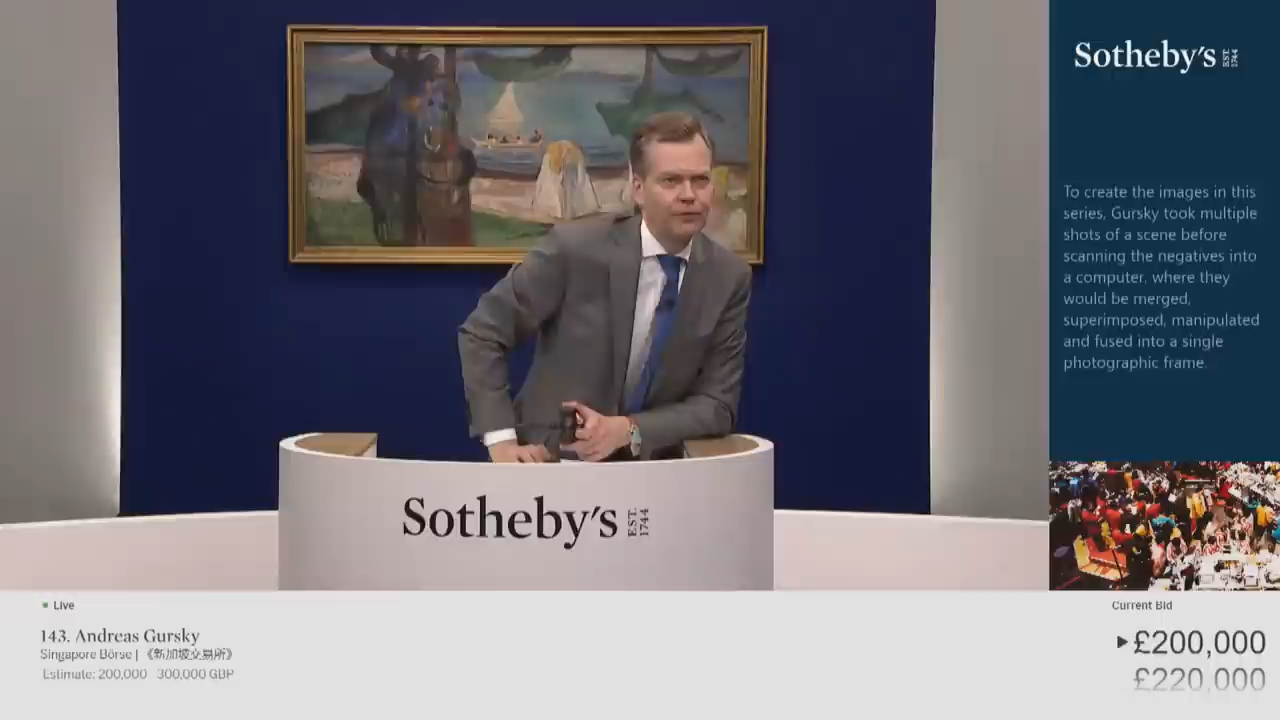 Sotheby's EST. 1744
To create the images in this
series, Gursky took multiple
shots of a scene before
scanning the negatives into
a computer, where they
would be merged,
superimposed, manipulated
and fused into a single
photographic frame.
Sotheby's EST. 1744
Live
143. Andreas Gursky
Singapore Börse | 《新加坡交易所》
Estimate: 200,000 300,000 GBP
Current Bid
£200,000
£220,000